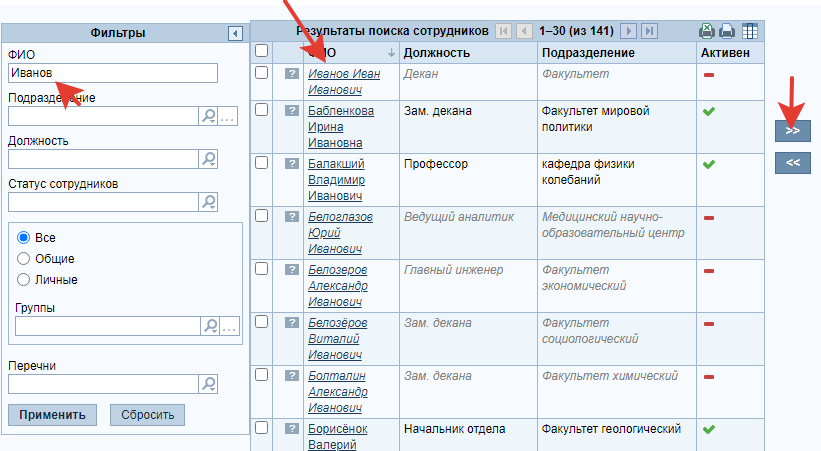 Фильтры
ФИО
Иванов
Подразделение
...
Должность
Статус сотрудников
Все
Общие
Личные
Группы
...
Перечни
Применить
Сбросить
Результаты поиска сотрудников 1–30 (из 141)
ФИО Должность Подразделение Активен
? Иванов Иван Декан Факультет
Иванович
? Бабленкова Зам. декана Факультет мировой
Ирина политики
Ивановна
? Балакший Профессор кафедра физики
Владимир колебаний
Иванович
? Белоглазов Ведущий аналитик Медицинский научно-
Юрий образовательный центр
Иванович
? Белозеров Главный инженер Факультет
Александр экономический
Иванович
? Белозёров Зам. декана Факультет
Виталий социологический
Иванович
? Болталин Зам. декана Факультет химический
Александр
Иванович
? Борисёнок Начальник отдела Факультет геологический
Валерий
>>
<<